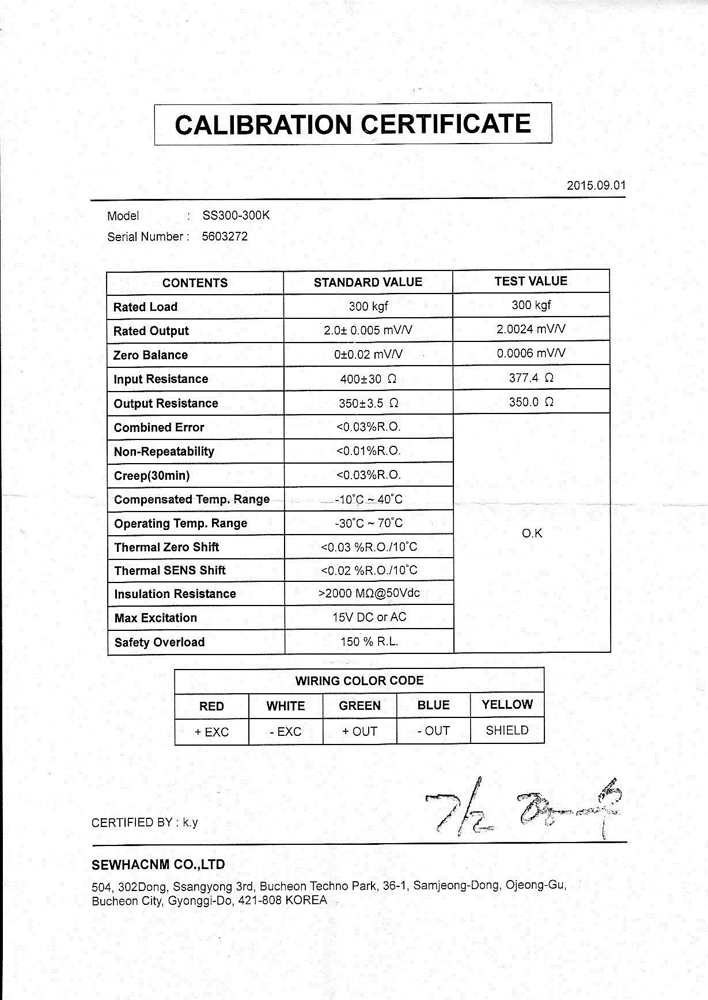 CALIBRATION CERTIFICATE
2015.09.01
Model : SS300-300K
Serial Number : 5603272
CONTENTS STANDARD VALUE TEST VALUE
Rated Load 300 kgf 300 kgf
Rated Output 2.0± 0.005 mV/V 2.0024 mV/V
Zero Balance 0±0.02 mV/V 0.0006 mV/V
Input Resistance 400±30 Ω 377.4 Ω
Output Resistance 350±3.5 Ω 350.0 Ω
Combined Error <0.03%R.O.
Non-Repeatability <0.01%R.O.
Creep(30min) <0.03%R.O.
Compensated Temp. Range -10°C ~ 40°C
Operating Temp. Range -30°C ~ 70°C
O.K
Thermal Zero Shift <0.03 %R.O./10°C
Thermal SENS Shift <0.02 %R.O./10°C
Insulation Resistance >2000 MΩ@50Vdc
Max Excitation 15V DC or AC
Safety Overload 150 % R.L.
WIRING COLOR CODE
RED WHITE GREEN BLUE YELLOW
+ EXC - EXC + OUT - OUT SHIELD
CERTIFIED BY : k.y
SEWHACNM CO.,LTD
504, 302Dong, Ssangyong 3rd, Bucheon Techno Park, 36-1, Samjeong-Dong, Ojeong-Gu,
Bucheon City, Gyonggi-Do, 421-808 KOREA